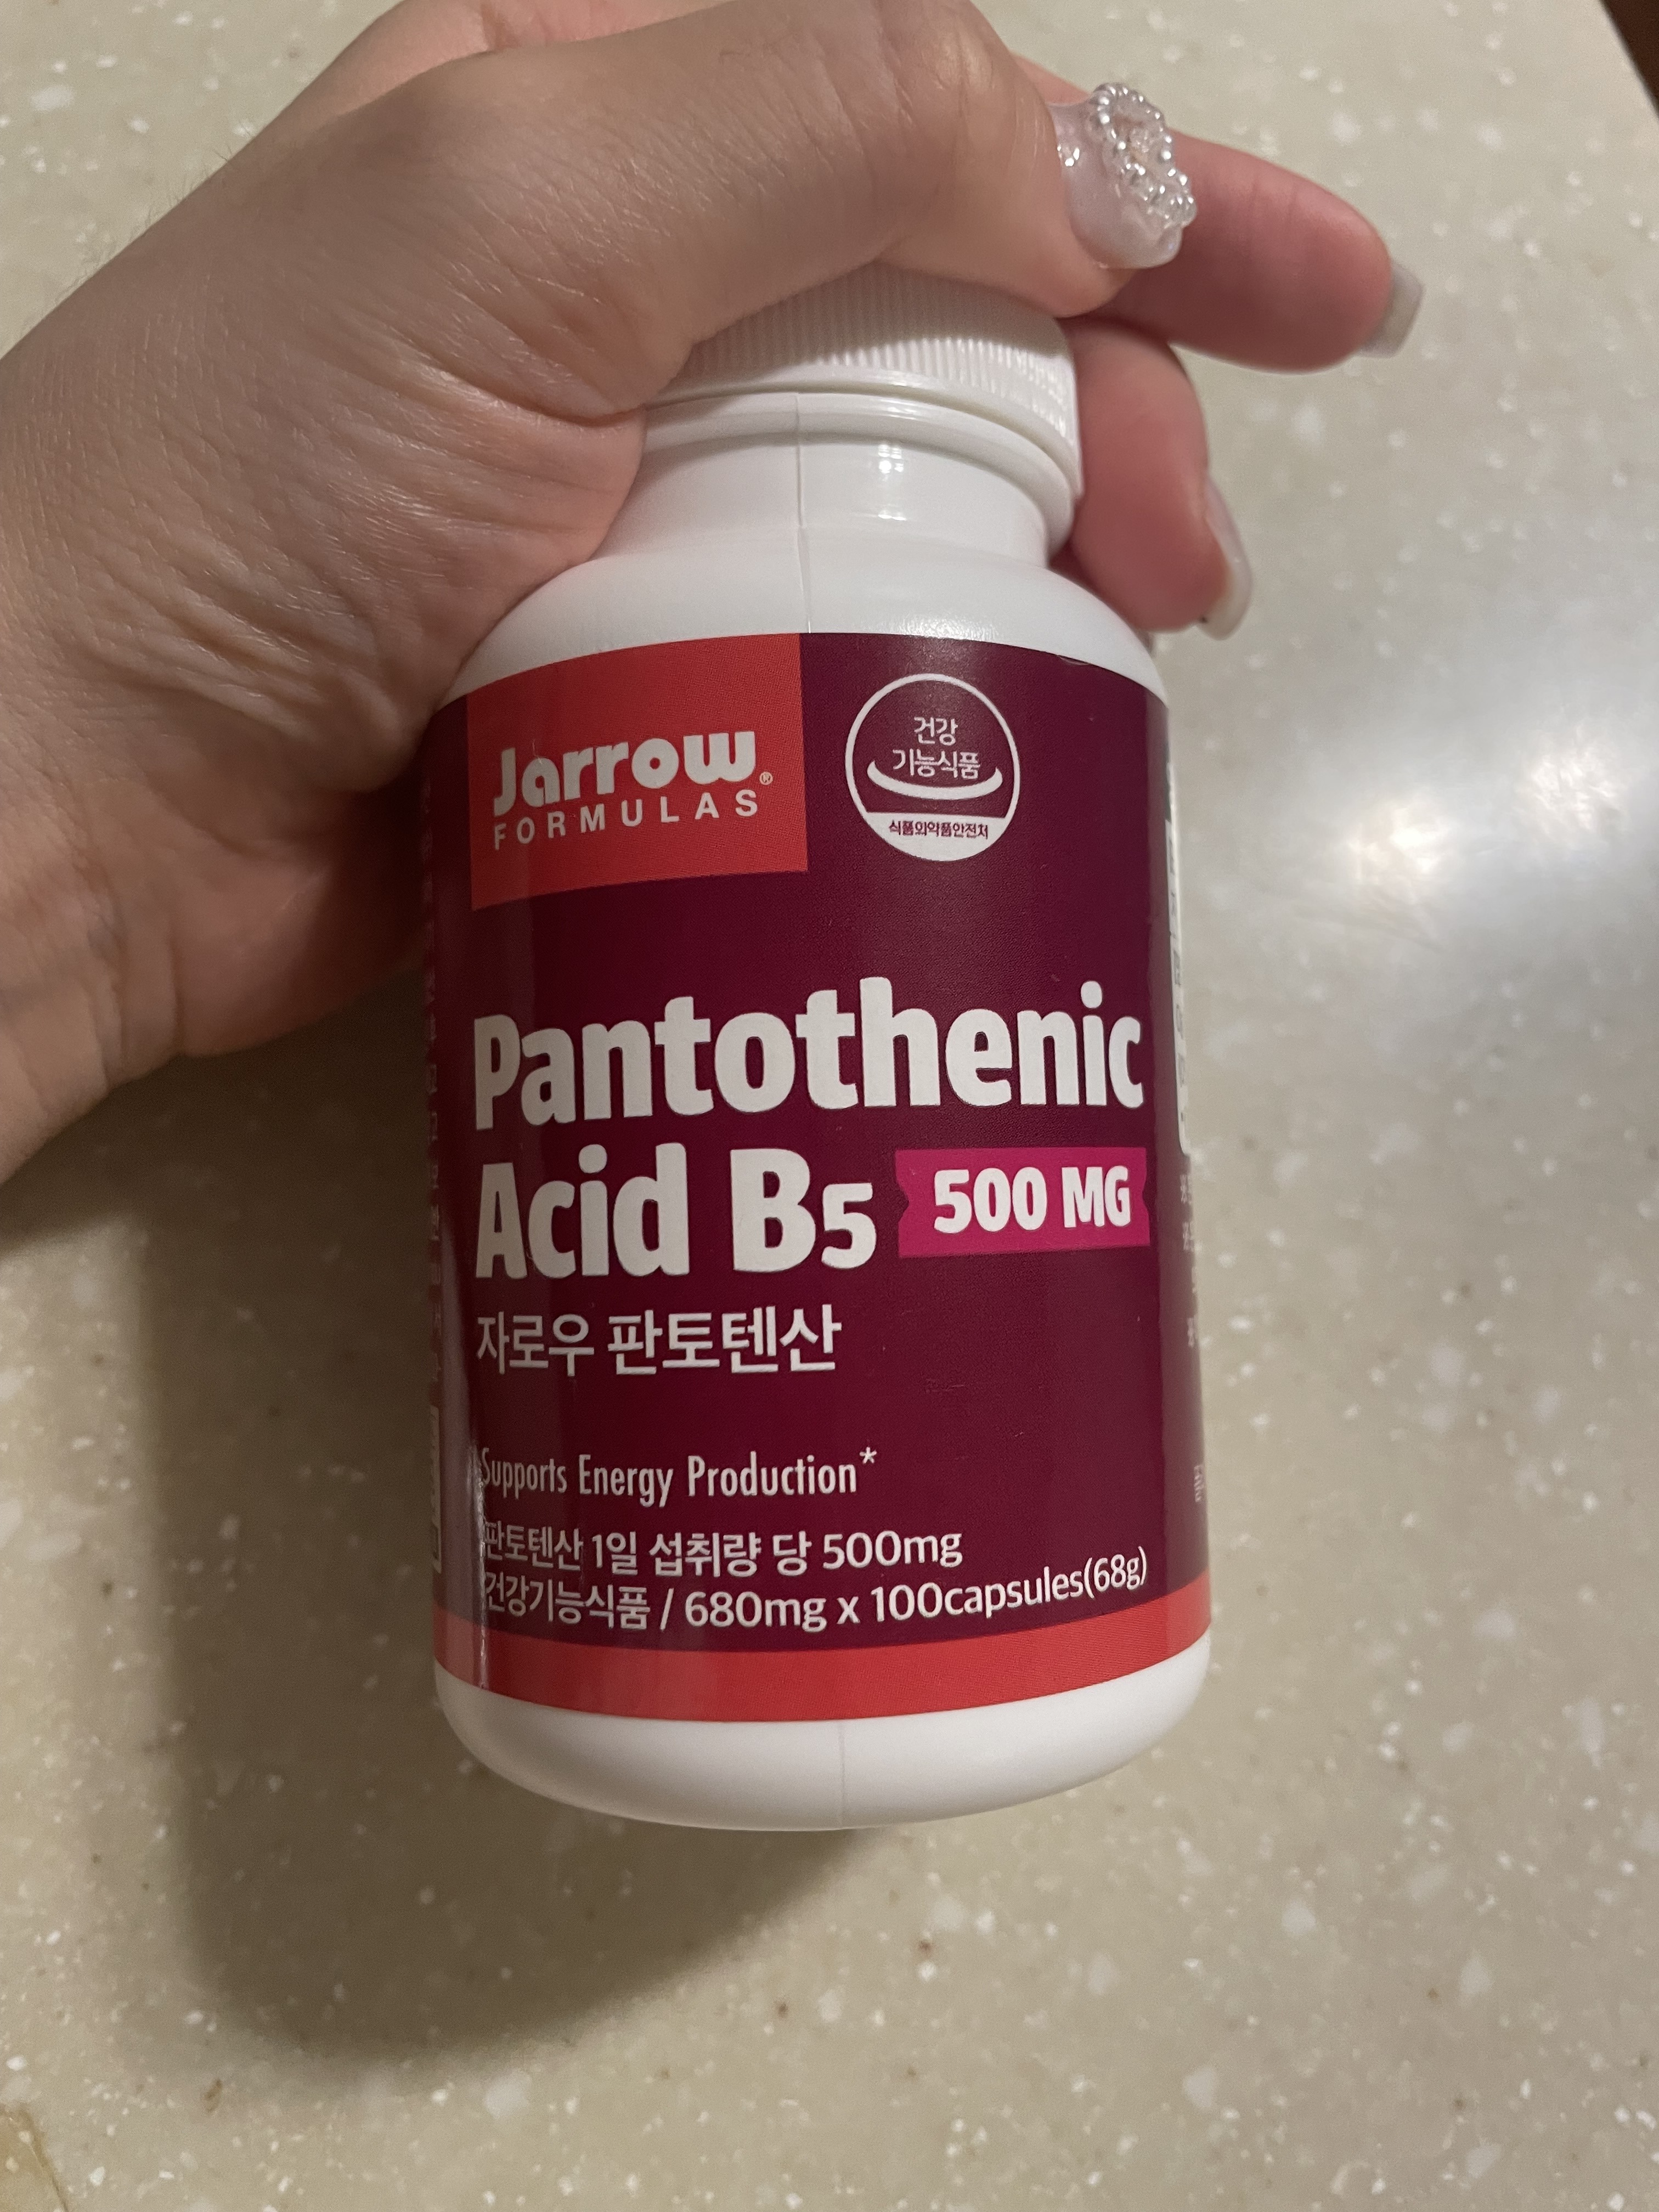 Jarrow®
FORMULAS
건강
기능식품
식품의약품안전처
Pantothenic
Acid B5
500 MG
자로우 판토텐산
Supports Energy Production*
판토텐산 1일 섭취량 당 500mg
건강기능식품 / 680mg x 100capsules(68g)